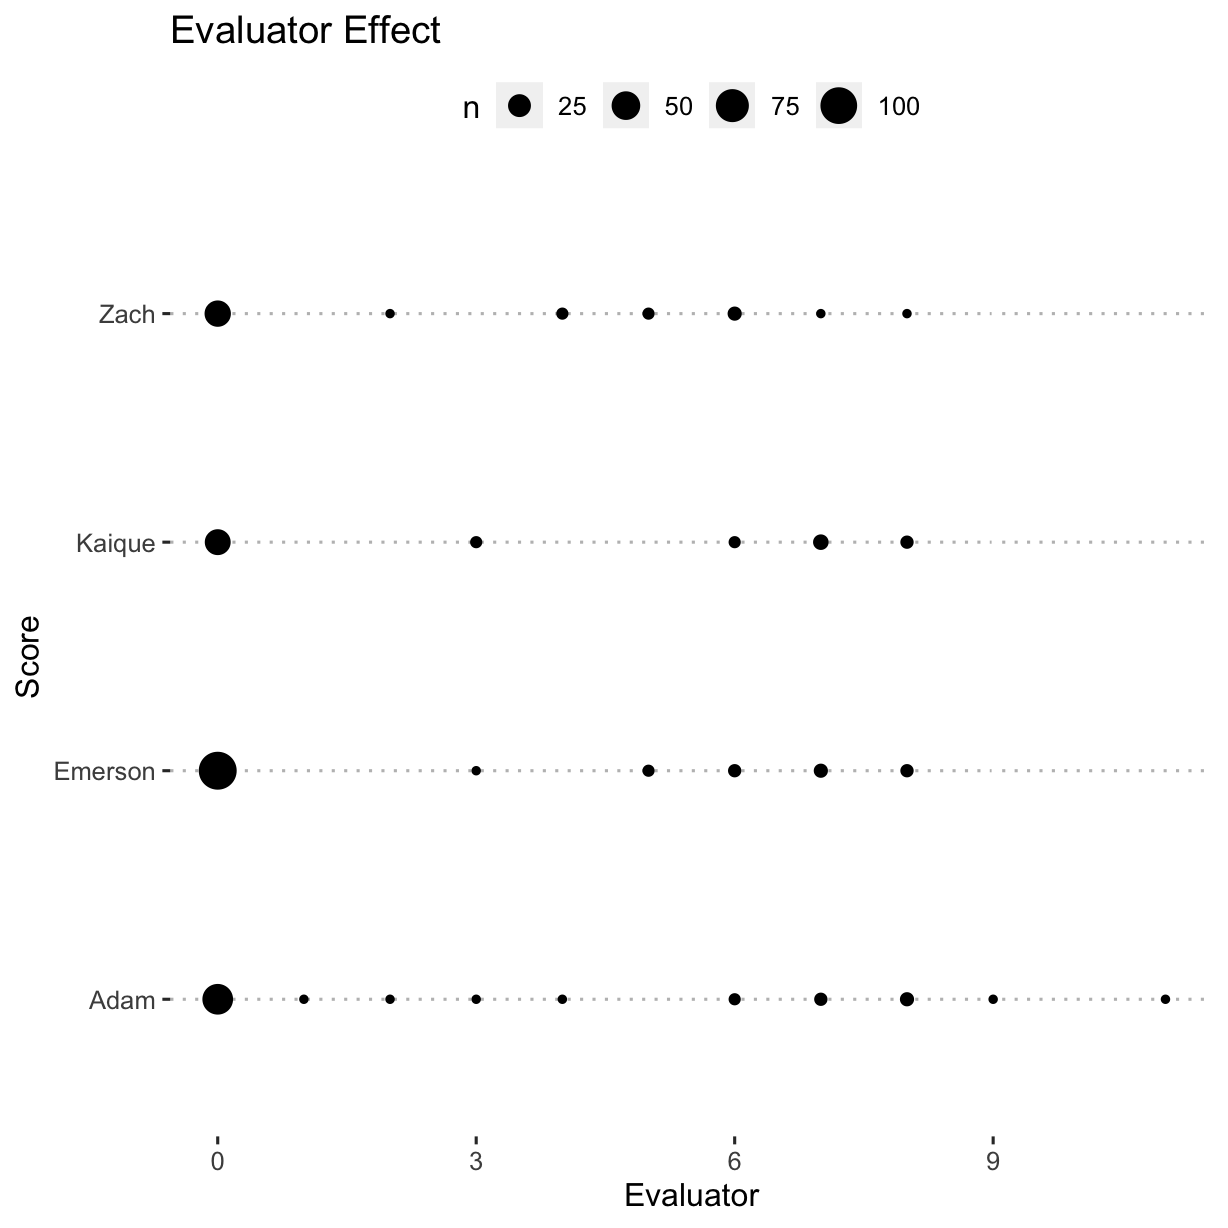 Evaluator Effect
n 25 50 75 100
Zach
Kaique
Score
Emerson
Adam
0 3 6 9
Evaluator